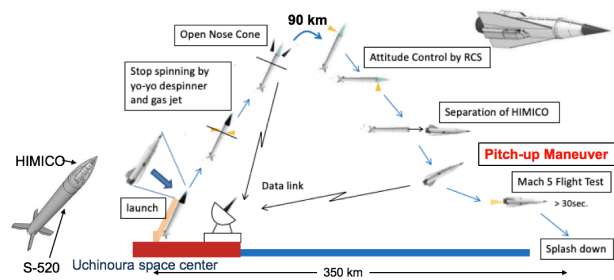 90 km
Open Nose Cone
Attitude Control by RCS
Stop spinning by
yo-yo despinner
and gas jet
Separation of HIMICO
Pitch-up Maneuver
HIMICO
Mach 5 Flight Test
Data link
> 30sec.
launch
S-520
Splash down
Uchinoura space center
350 km